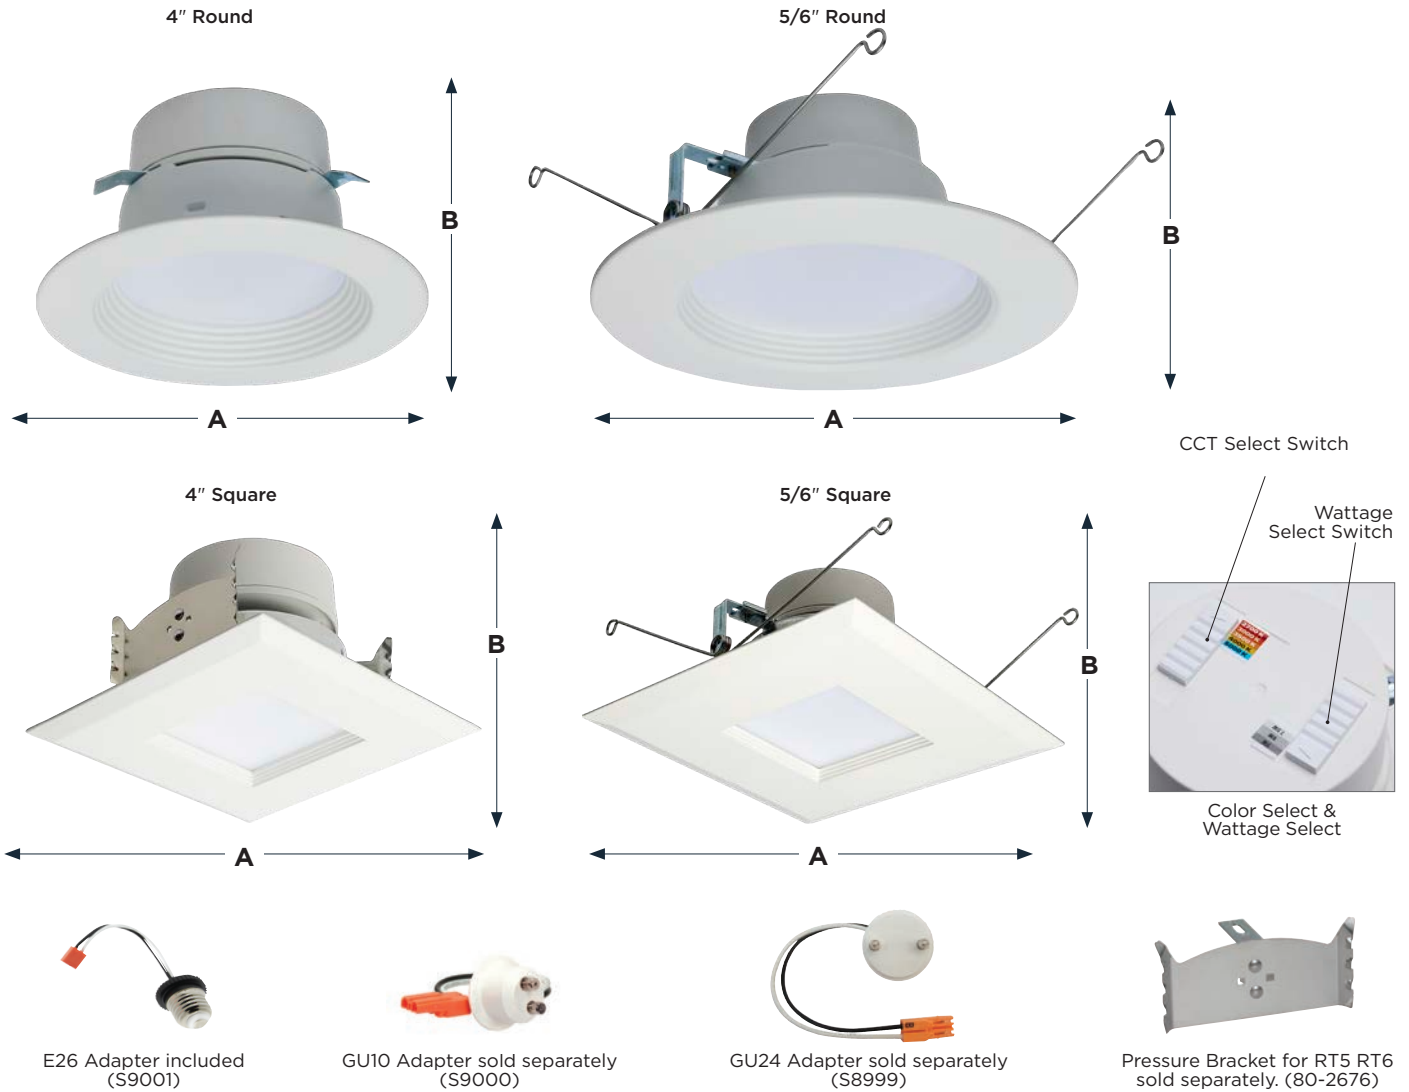 4" Round
5/6" Round
B
B
A
A
CCT Select Switch
4" Square
5/6" Square
Wattage
Select Switch
B
B
Color Select &
Wattage Select
A
A
E26 Adapter included
(S9001)
GU10 Adapter sold separately
(S9000)
GU24 Adapter sold separately
(S8999)
Pressure Bracket for RT5 RT6
sold separately. (80-2676)